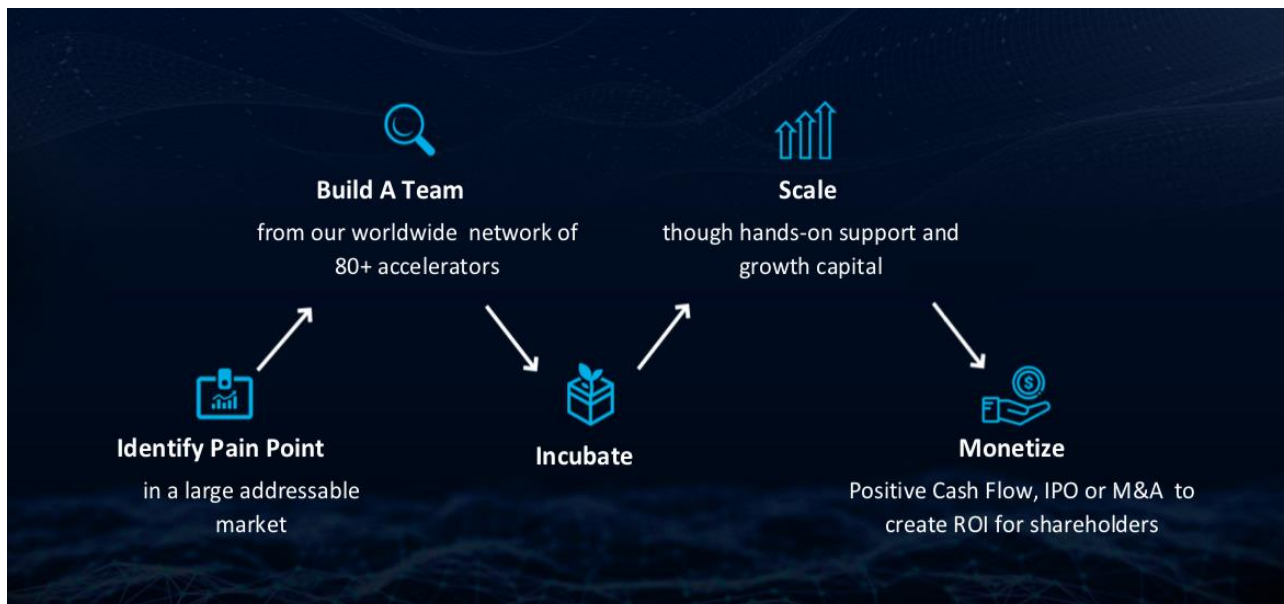 Build A Team
from our worldwide network of
80+ accelerators
Scale
though hands-on support and
growth capital
Identify Pain Point
in a large addressable
market
Incubate
Monetize
Positive Cash Flow, IPO or M&A to
create ROI for shareholders